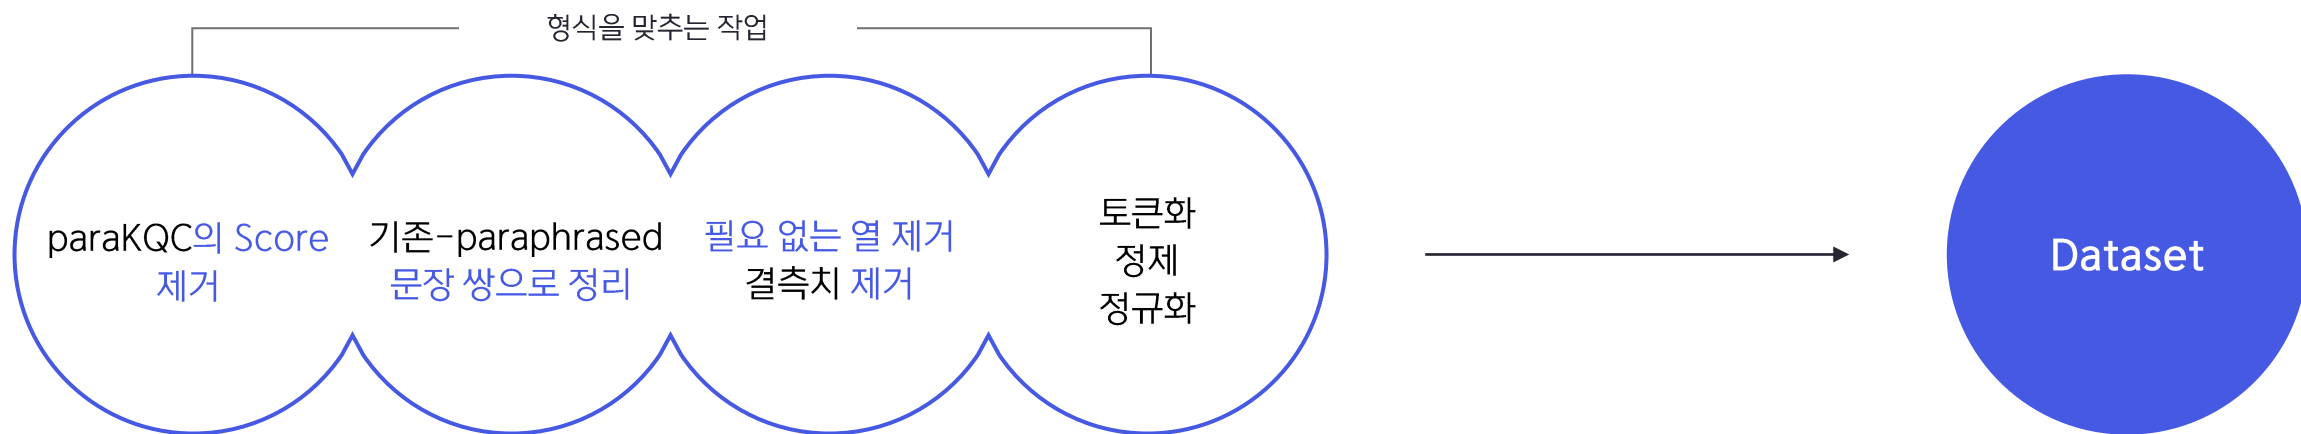 형식을 맞추는 작업
paraKQC의 Score
제거
기존-paraphrased
문장 쌍으로 정리
필요 없는 열 제거
결측치 제거
토큰화
정제
정규화
Dataset